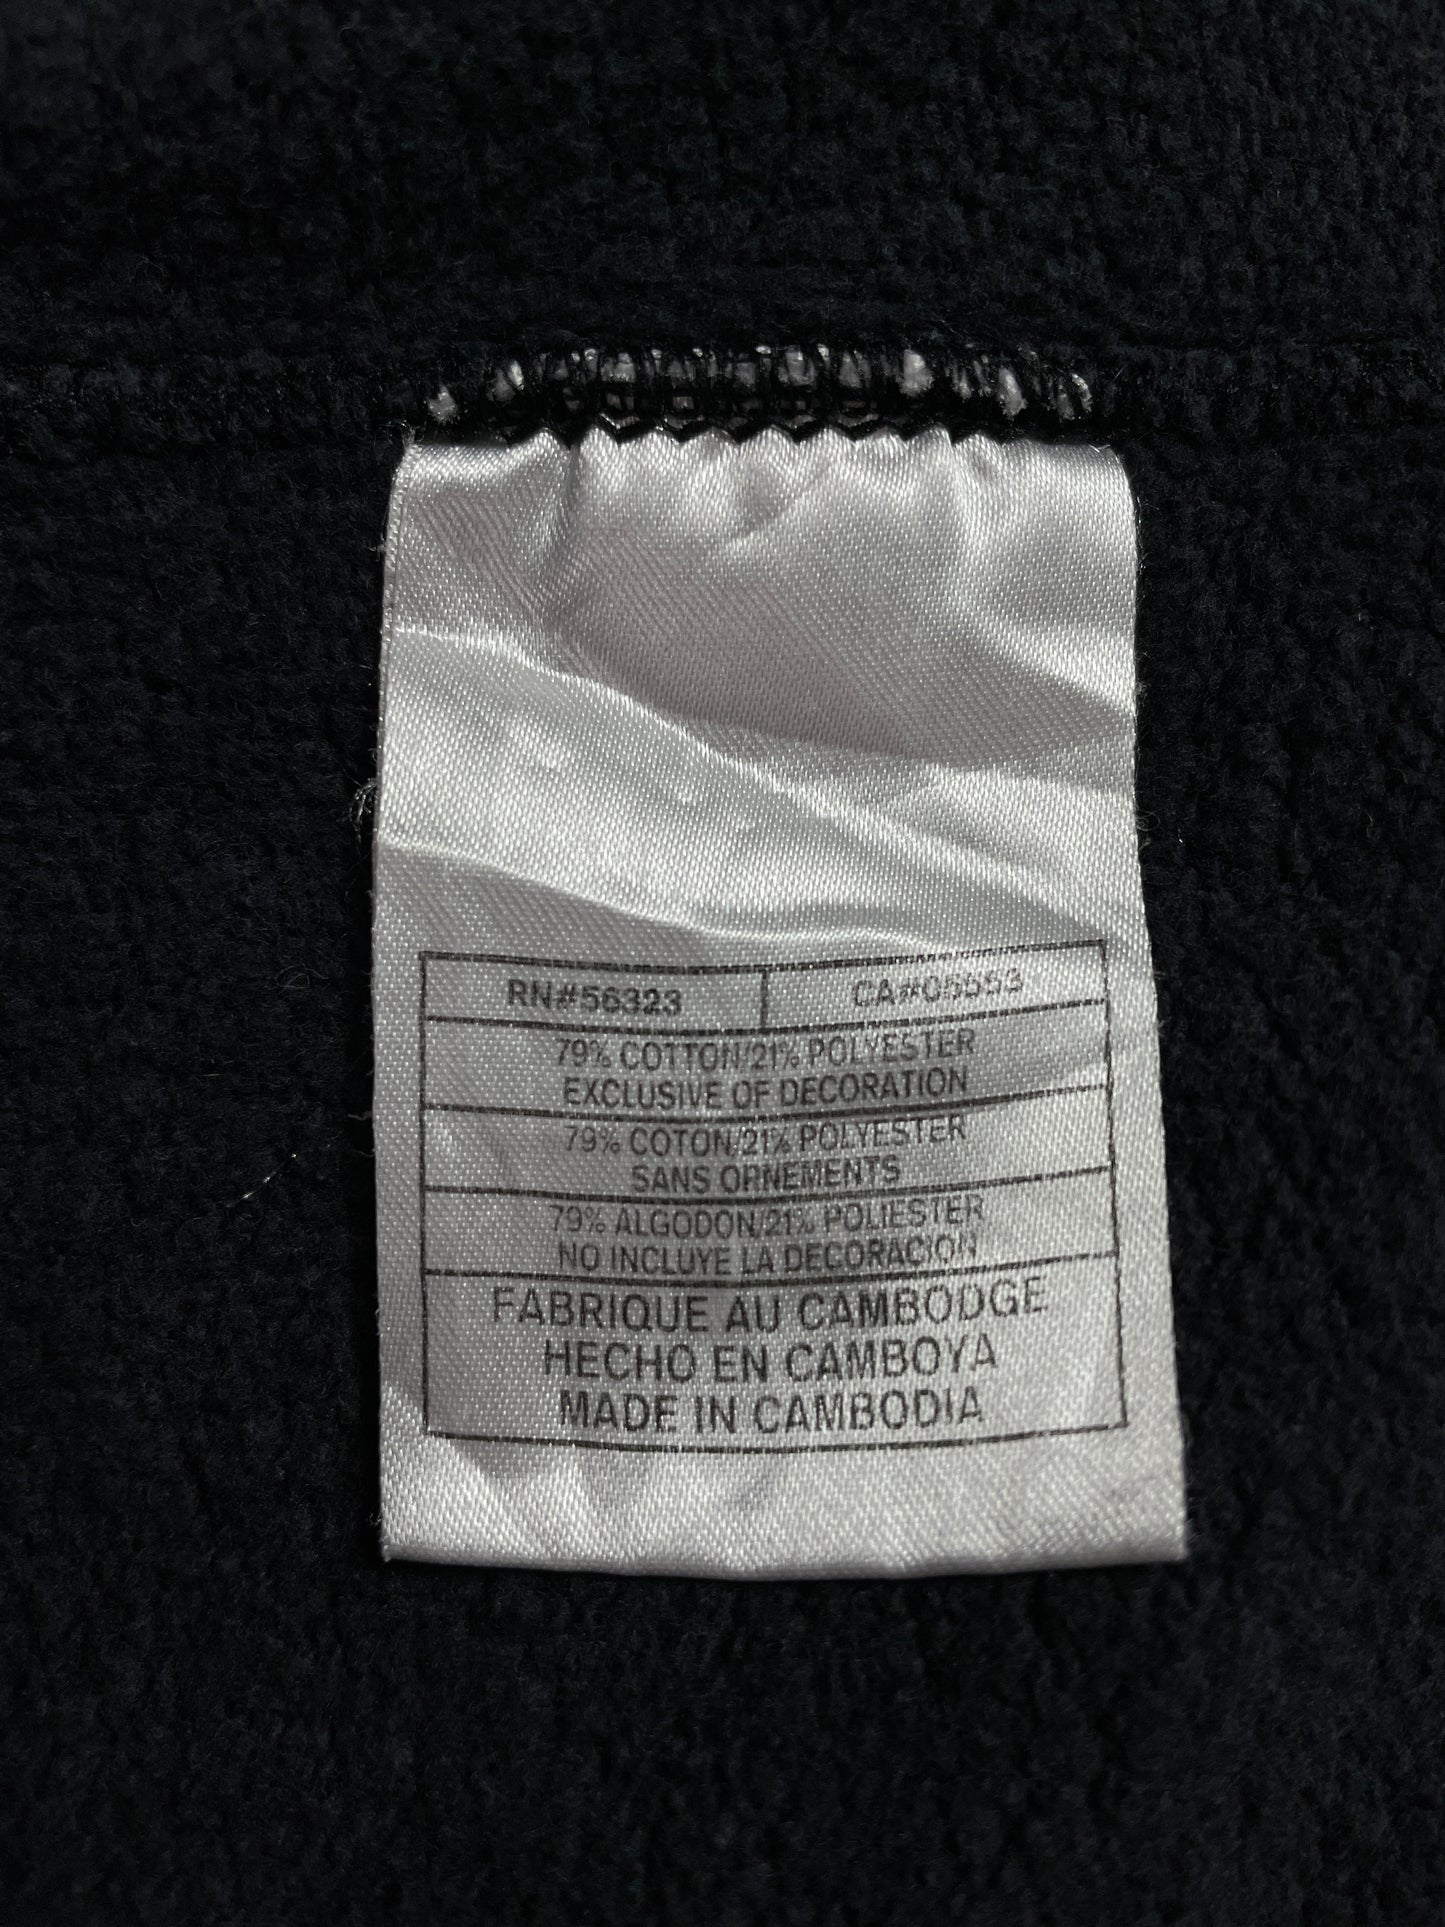 RN#56323 CA#05553
79% COTTON/21% POLYESTER
EXCLUSIVE OF DECORATION
79% COTON/21% POLYESTER
SANS ORNEMENTS
79% ALGODON/21% POLIESTER
NO INCLUYE LA DECORACION
FABRIQUE AU CAMBODGE
HECHO EN CAMBOYA
MADE IN CAMBODIA